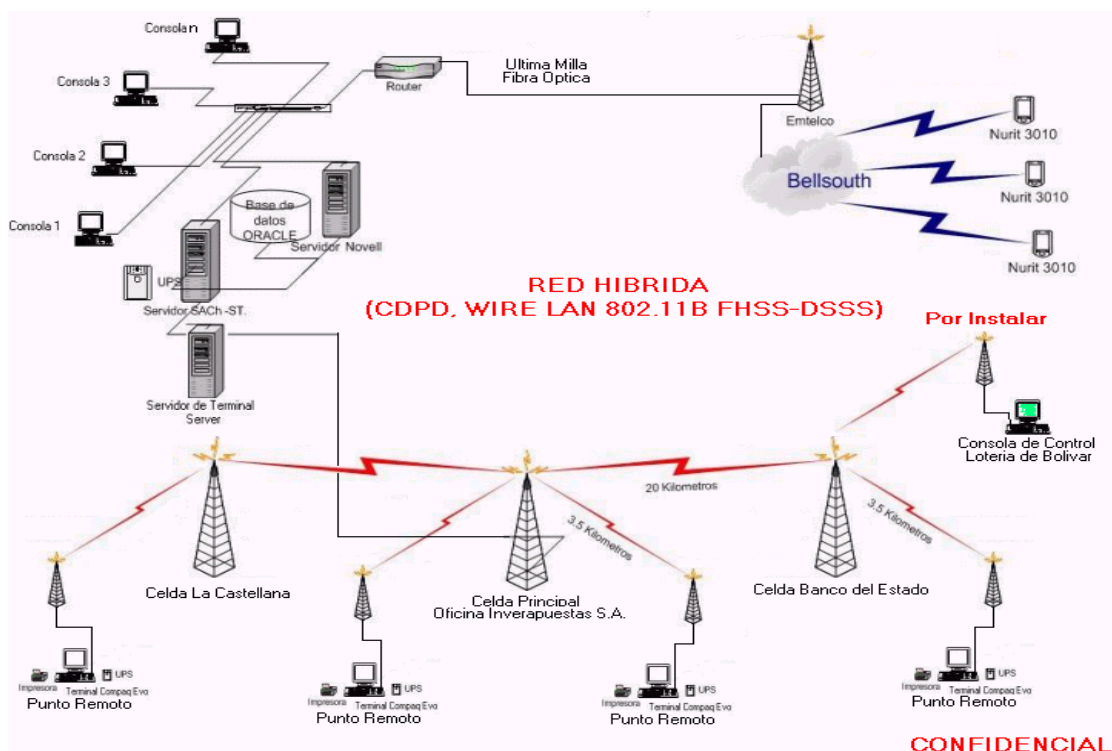 Consola n
Consola 3
Consola 2
Consola 1
Router
Ultima Milla
Fibra Optica
Emtelco
Bellsouth
Nurit 3010
Nurit 3010
Nurit 3010
Base de
datos
ORACLE
Servidor Novell
UPS
Servidor SACh -ST.
Servidor de Terminal
Server
RED HIBRIDA
(CDPD, WIRE LAN 802.11B FHSS-DSSS)
Por Instalar
Consola de Control
Loteria de Bolivar
20 Kilometros
3.5 Kilometros
3.5 Kilometros
Celda La Castellana
Celda Principal
Oficina Inverapuestas S.A.
Celda Banco del Estado
Impresora
Terminal Compaq Evo
UPS
Punto Remoto
Impresora
Terminal Compaq Evo
UPS
Punto Remoto
Impresora
Terminal Compaq Evo
UPS
Punto Remoto
Impresora
Terminal Compaq Evo
UPS
Punto Remoto
CONFIDENCIAL